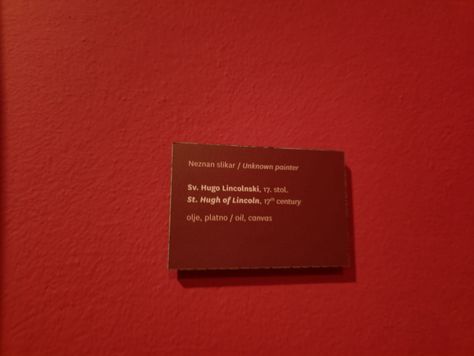 Neznan slikar / Unknown painter
Sv. Hugo Lincolnski, 17. stol.
St. Hugh of Lincoln, 17th century
olje, platno / oil, canvas